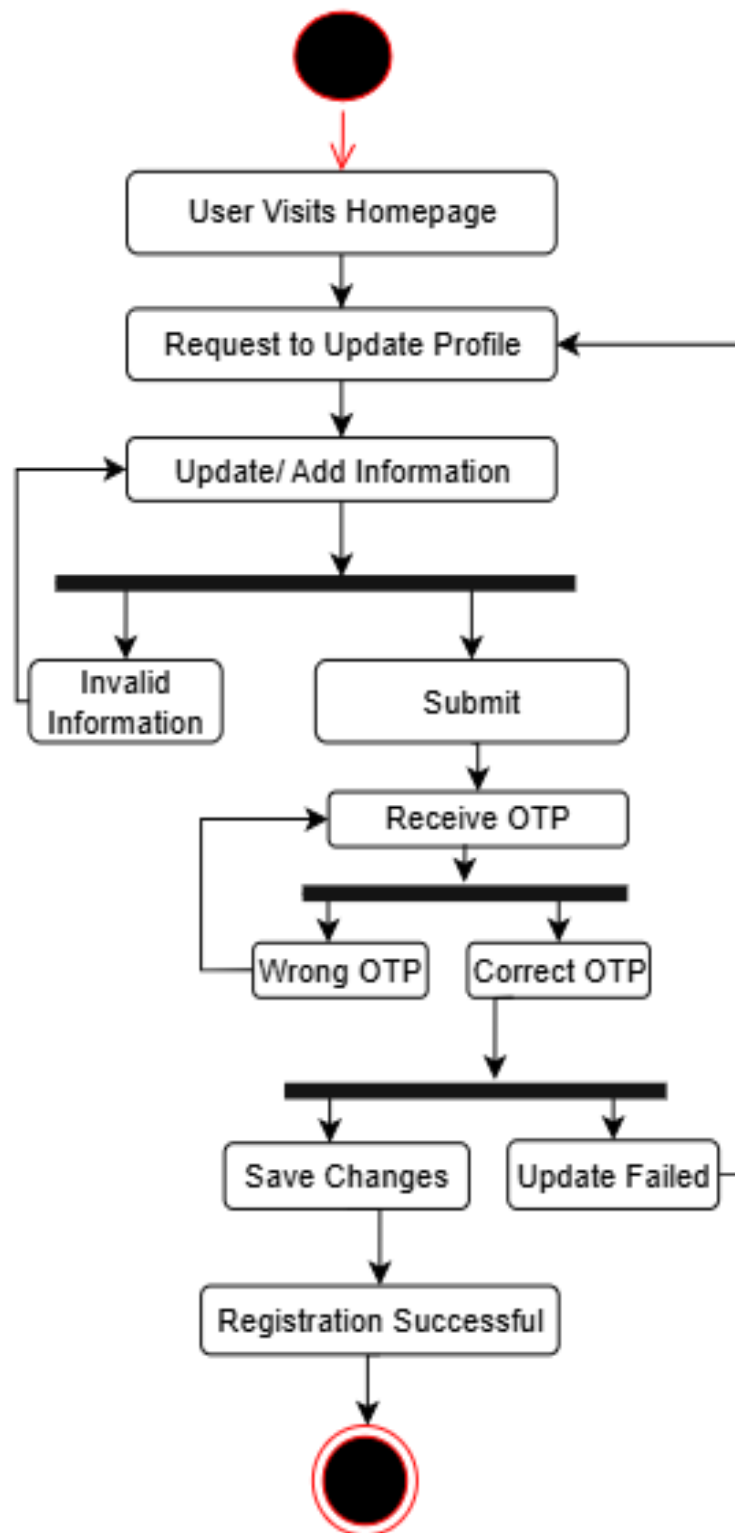 User Visits Homepage
Request to Update Profile
Update/ Add Information
Invalid
Information
Submit
Receive OTP
Wrong OTP
Correct OTP
Save Changes
Update Failed
Registration Successful